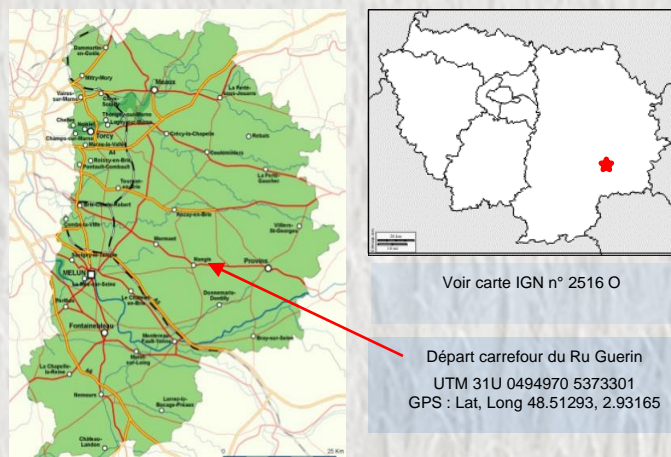 Dammartin-
en-Goële
Mitry-Mory
Meaux
Vaires-
sur-Marne
Claye-
Souilly
La Ferté-
sous-Jouarre
Thorigny-sur-Marne
Lagny-sur-Marne
Chelles
Torcy
Champs-sur-Marne
Marne-la-Vallée
Crécy-la-Chapelle
Rebais
Coulommiers
Roissy-en-Brie
Pontault-Combault
A4
La Ferté-
Gaucher
Tournan-
en-Brie
Brie-Comte-Robert
Rozay-en-Brie
Combs-la-Ville
Villiers-
St-Georges
Mormant
Savigny-le-Temple
Nangis
Provins
MELUN
Le Mée-sur-Seine
A5
Le Châtelet-
en-Brie
Donnemarie-
Dontilly
Perthes
Fontainebleau
Montereau-
Fault-Yonne
Bray-sur-Seine
Moret-
sur-Loing
La Chapelle-
la-Reine
A6
Nemours
Lorrez-le-
Bocage-Préaux
Château-
Landon
25 Km
20 km
10 mi
Voir carte IGN n° 2516 O
Départ carrefour du Ru Guerin
UTM 31U 0494970 5373301
GPS : Lat, Long 48.51293, 2.93165